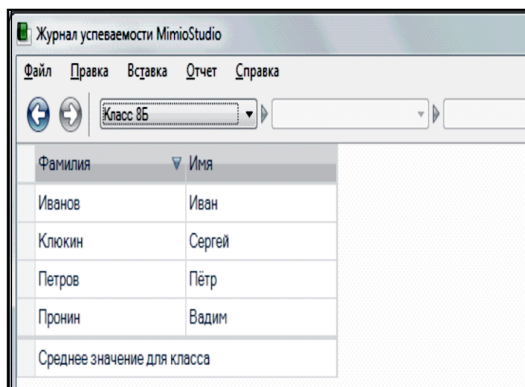 Журнал успеваемости MimioStudio
Файл Правка Вставка Отчет Справка
Класс 8Б
Фамилия Имя
Иванов Иван
Клюкин Сергей
Петров Пётр
Пронин Вадим
Среднее значение для класса